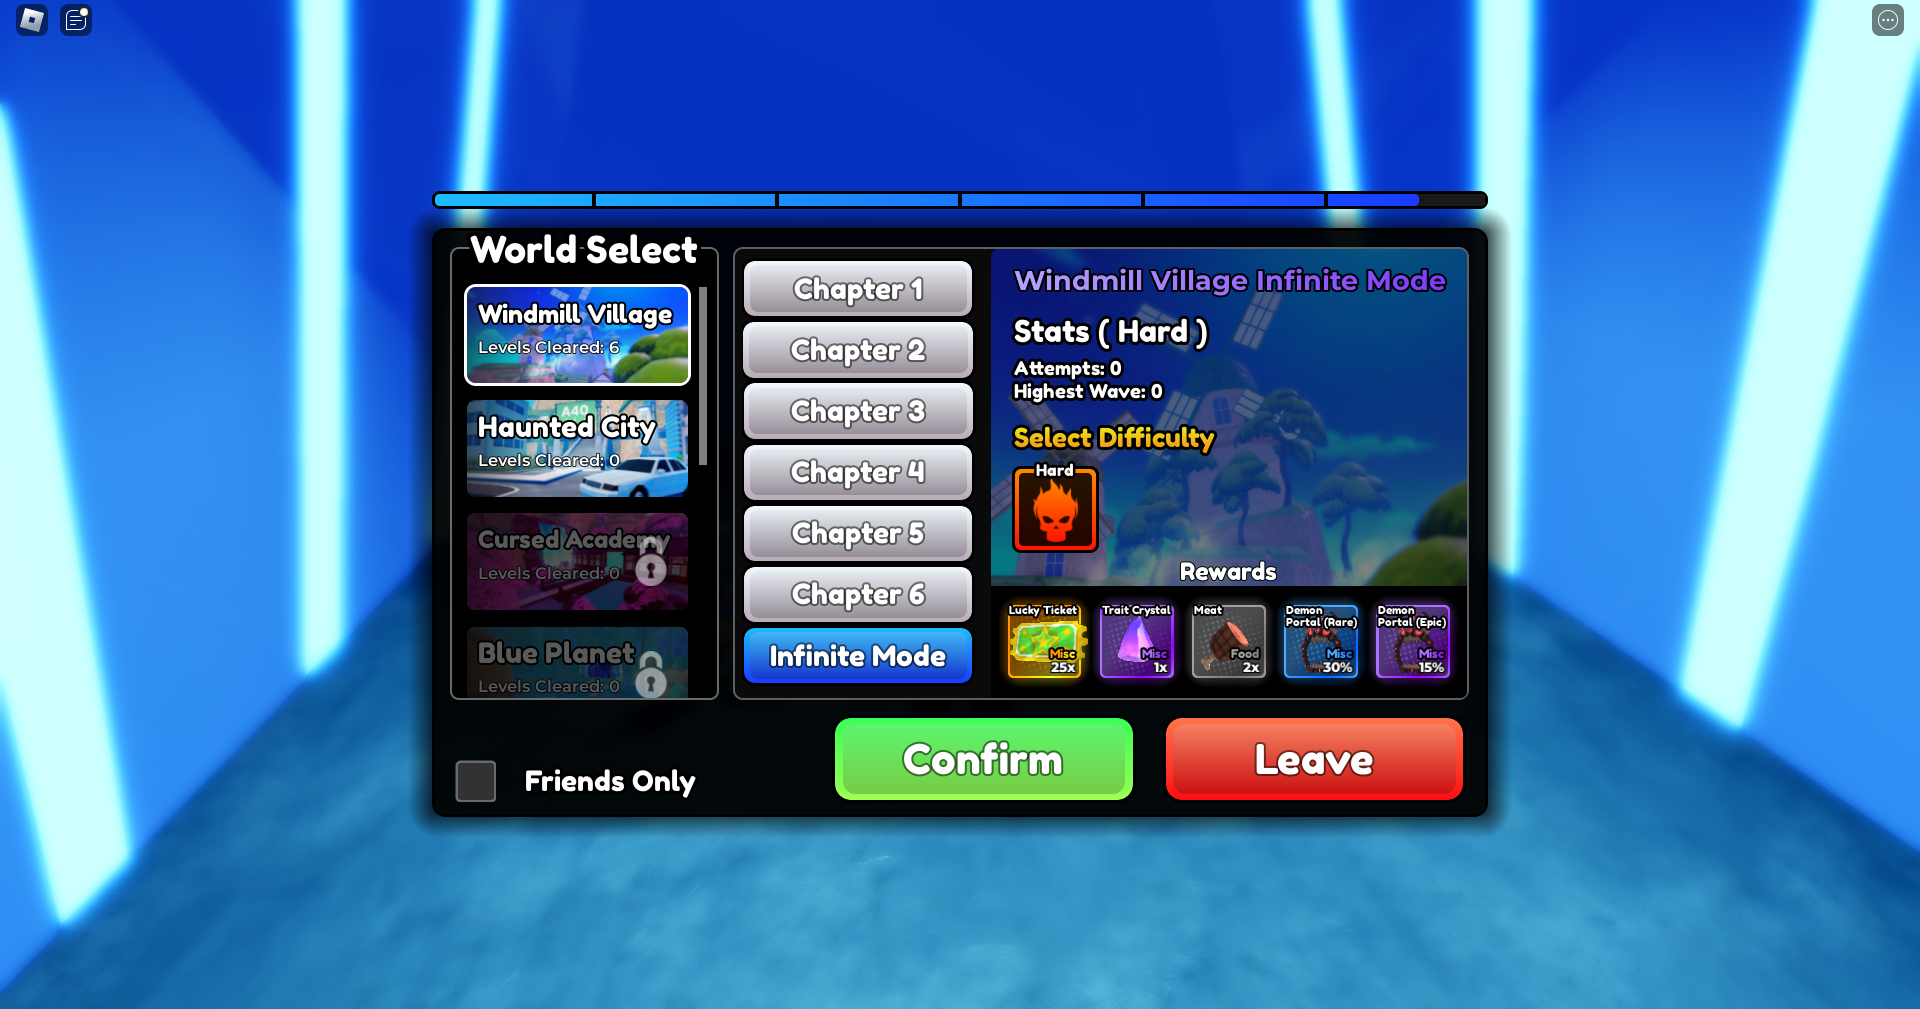 World Select
Windmill Village
Levels Cleared: 6
A40
Haunted City
Levels Cleared: 0
Cursed Academy
Levels Cleared: 0
Blue Planet
Levels Cleared: 0
Chapter 1
Chapter 2
Chapter 3
Chapter 4
Chapter 5
Chapter 6
Infinite Mode
Windmill Village Infinite Mode
Stats ( Hard )
Attempts: 0
Highest Wave: 0
Select Difficulty
Hard
Rewards
Lucky Ticket
Misc
25x
Trait Crystal
Misc
1x
Meat
Food
2x
Demon
Portal (Rare)
Misc
30%
Demon
Portal (Epic)
Misc
15%
Friends Only
Confirm
Leave